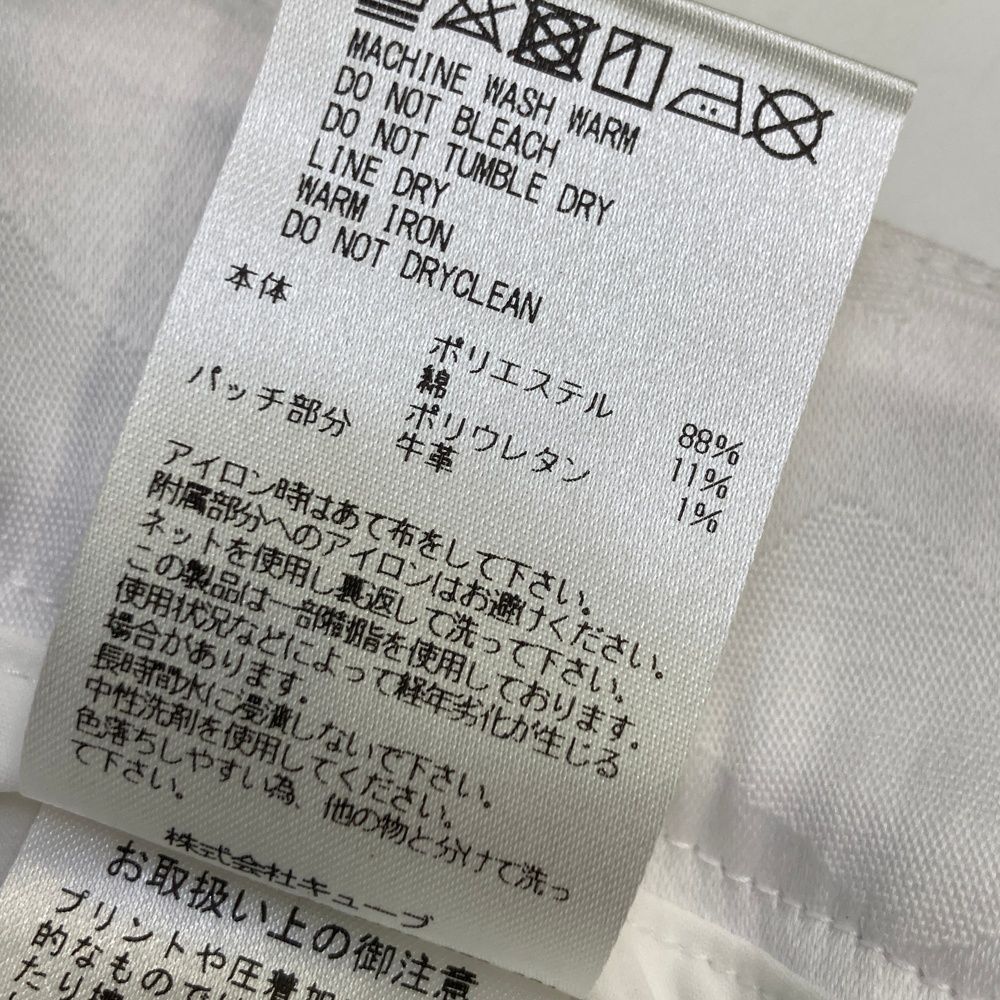 MACHINE WASH WARM
DO NOT BLEACH
DO NOT TUMBLE DRY
LINE DRY
WARM IRON
DO NOT DRYCLEAN
本体
ポリエステル 88%
綿 11%
ポリウレタン 1%
パッチ部分 牛革
アイロン時はあて布をして下さい。
附属部分へのアイロンはお避けください。
ネットを使用し裏返して洗って下さい。
この製品は一部樹脂を使用しております。
使用状況などによって経年劣化が生じる
場合があります。
長時間水に浸漬しないで下さい。
中性洗剤を使用してください。
色落ちしやすい為、他の物と分けて洗っ
て下さい。
株式会社キューブ
お取扱い上の御注意
プリントや圧着加
的なもので
たり